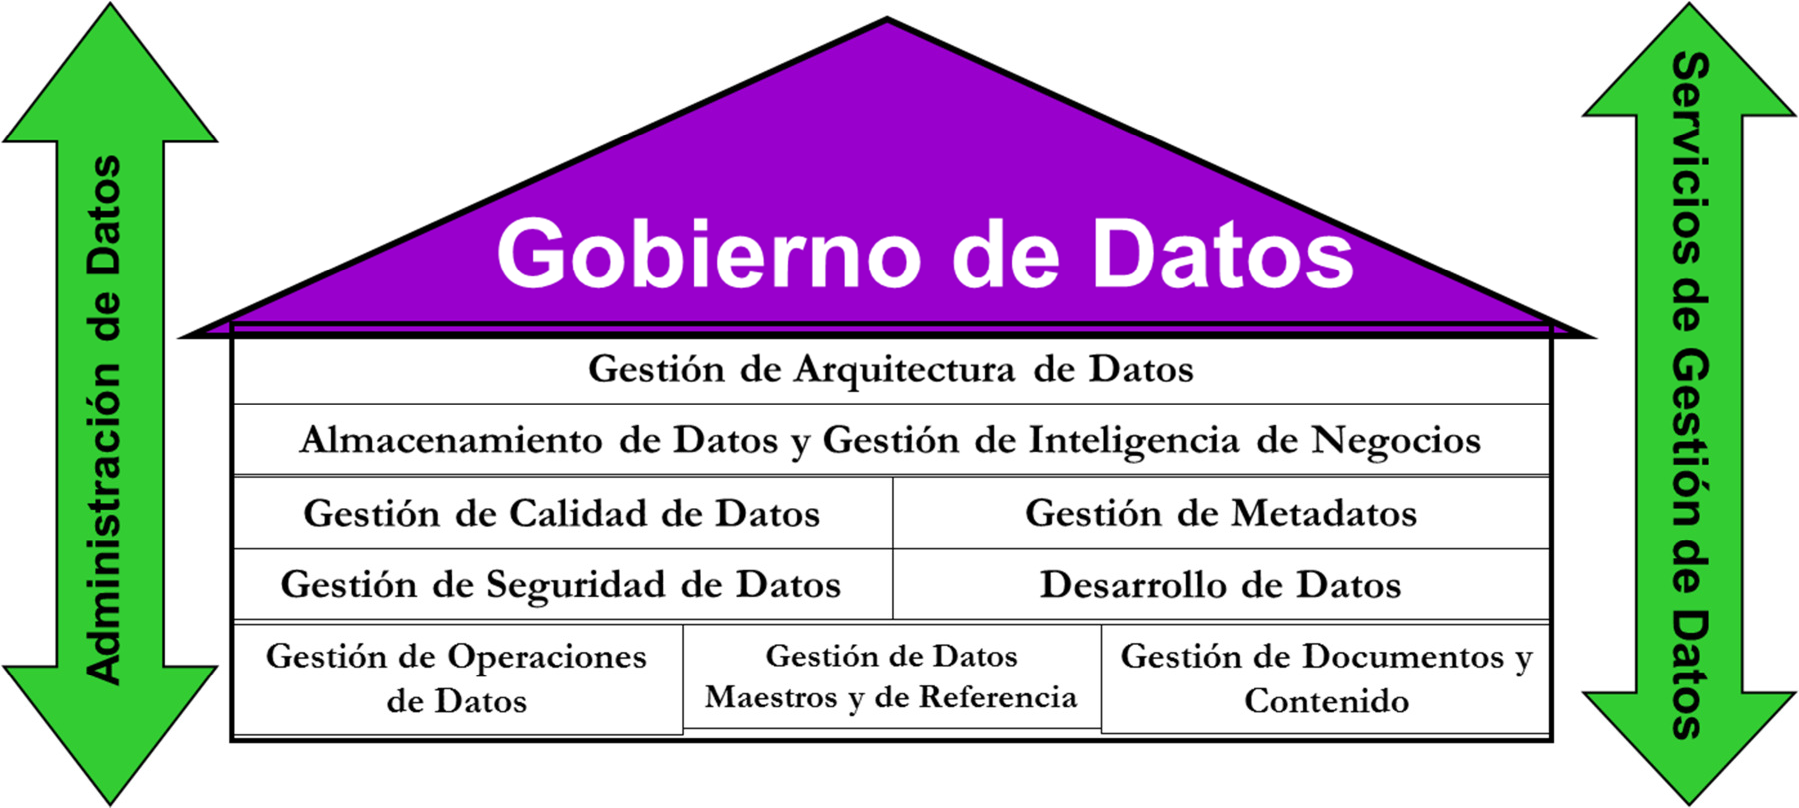 Administración de Datos
Gobierno de Datos
Gestión de Arquitectura de Datos
Almacenamiento de Datos y Gestión de Inteligencia de Negocios
Gestión de Calidad de Datos
Gestión de Metadatos
Gestión de Seguridad de Datos
Desarrollo de Datos
Gestión de Operaciones
de Datos
Gestión de Datos
Maestros y de Referencia
Gestión de Documentos y
Contenido
Servicios de Gestión de Datos